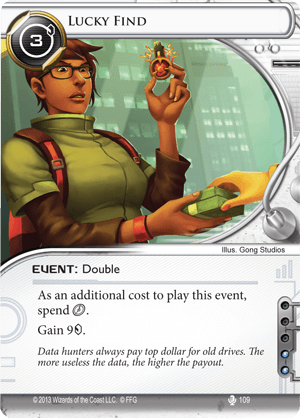 LUCKY FIND
3
Illus. Gong Studios
EVENT: Double
As an additional cost to play this event,
spend .
Gain 9.
Data hunters always pay top dollar for old drives. The
more useless the data, the higher the payout.
© 2013 Wizards of the Coast LLC. © FFG
109